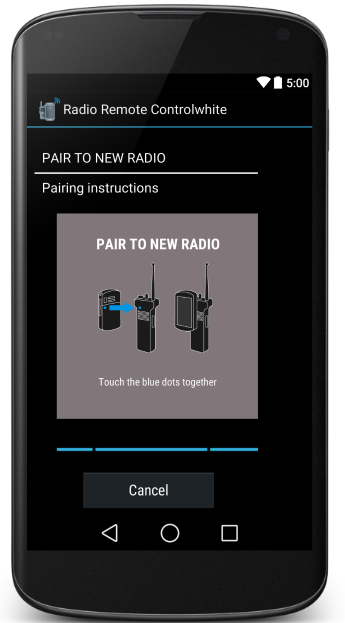 5:00
Radio Remote Controlwhite
PAIR TO NEW RADIO
Pairing instructions
PAIR TO NEW RADIO
Touch the blue dots together
Cancel